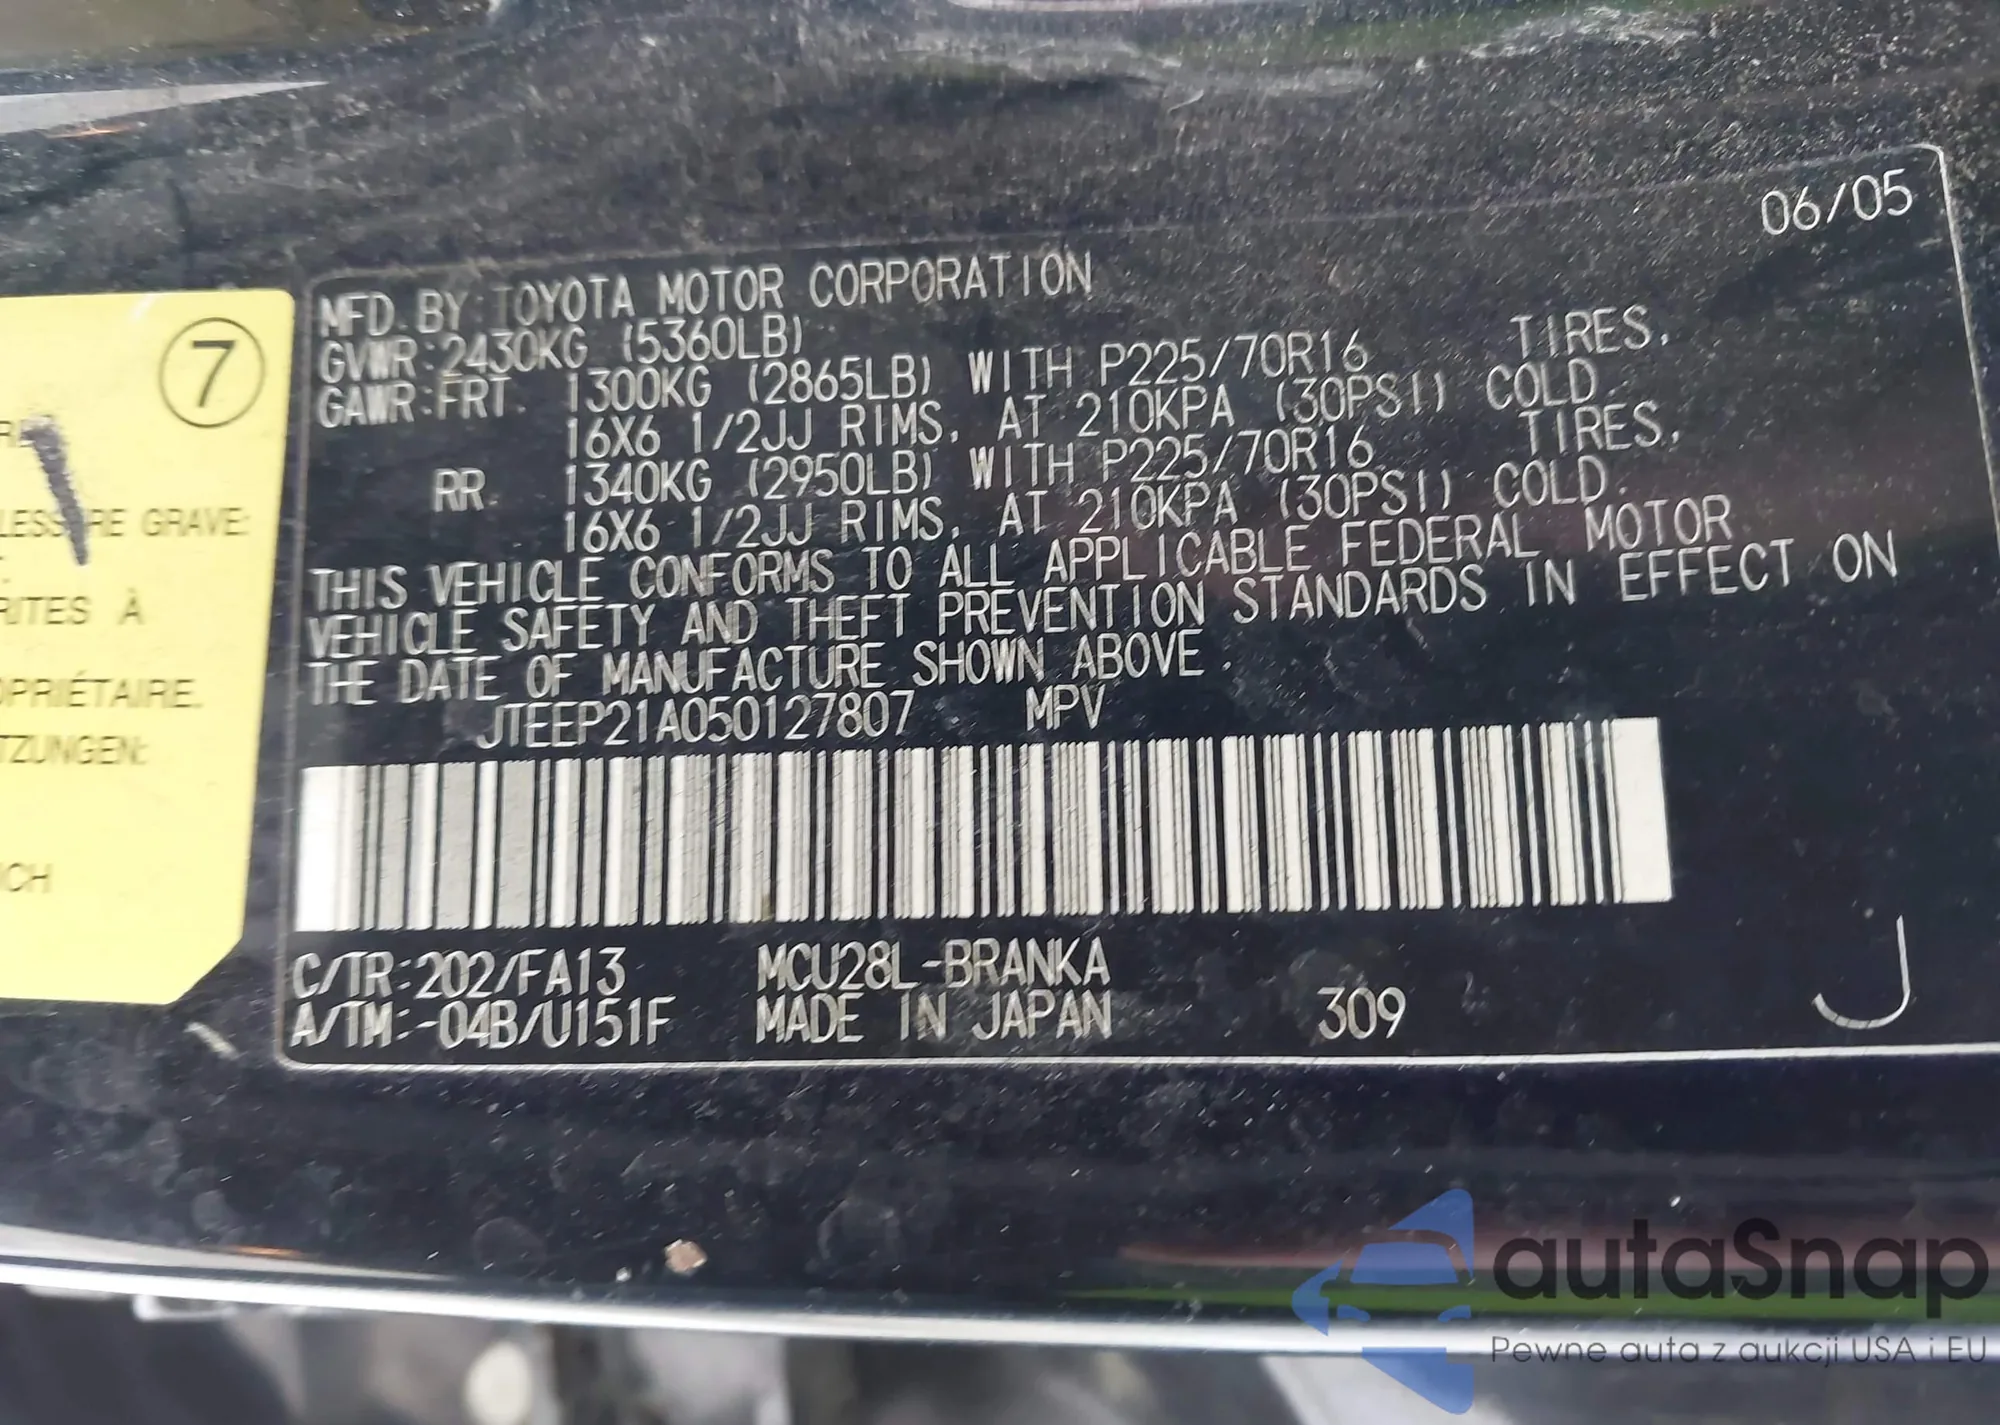 06/05
MFD. BY: TOYOTA MOTOR CORPORATION
GVWR:2430KG (5360LB)
GAWR:FRT. 1300KG (2865LB) WITH P225/70R16 TIRES,
16X6 1/2JJ RIMS, AT 210KPA (30PSI) COLD.
RR. 1340KG (2950LB) WITH P225/70R16 TIRES,
16X6 1/2JJ RIMS, AT 210KPA (30PSI) COLD.
THIS VEHICLE CONFORMS TO ALL APPLICABLE FEDERAL MOTOR
VEHICLE SAFETY AND THEFT PREVENTION STANDARDS IN EFFECT ON
THE DATE OF MANUFACTURE SHOWN ABOVE.
JTEEP21A050127807 MPV
C/TR:202/FA13 MCU28L-BRANKA
A/TM:-04B/U151F MADE IN JAPAN 309
J
7
RE GRAVE:
RITES À
OPRIÉTAIRE.
TZUNGEN:
ICH
autaSnap
Pewne auta z aukcji USA i EU